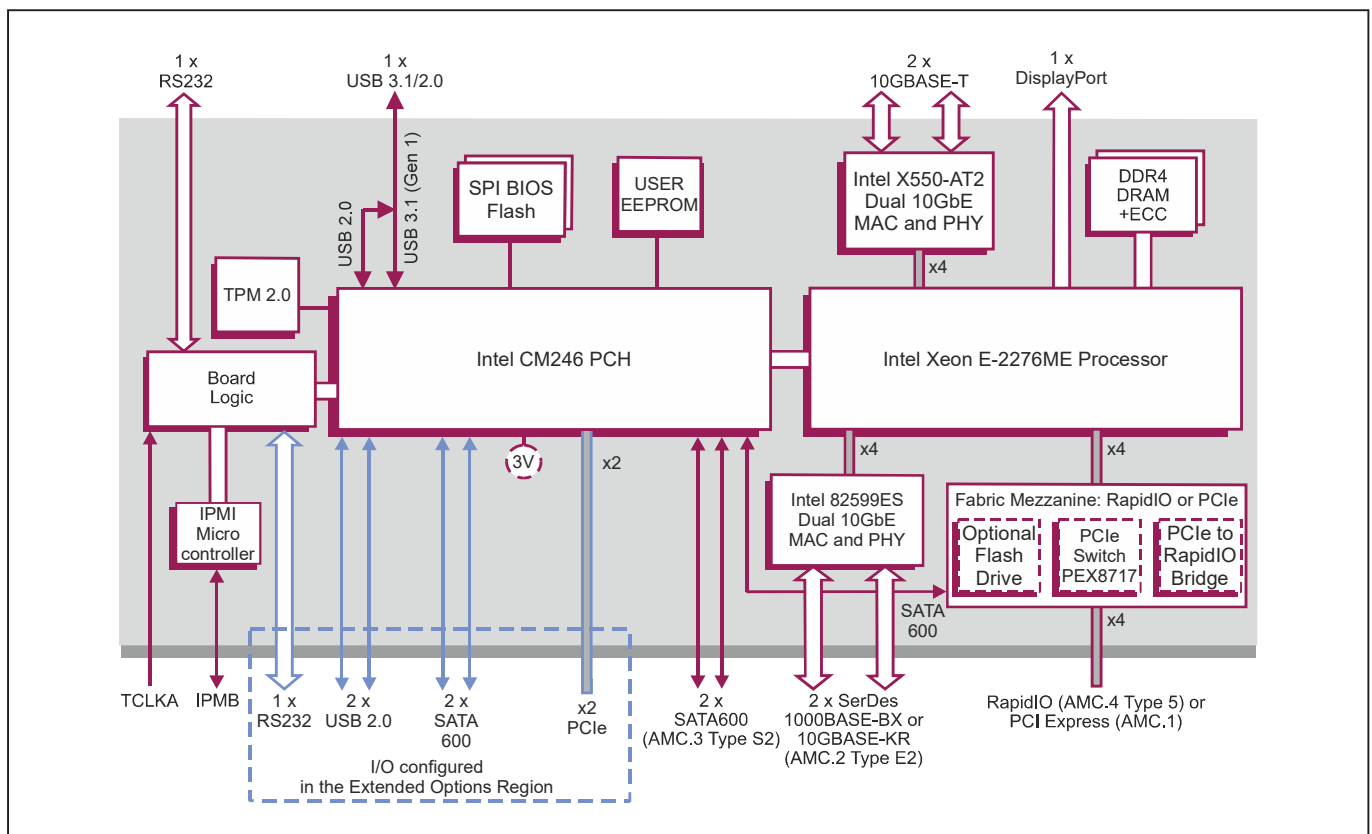 1 x
RS232
1 x
USB 3.1/2.0
2 x
10GBASE-T
1 x
DisplayPort
USB 2.0
USB 3.1 (Gen 1)
SPI BIOS
Flash
USER
EEPROM
Intel X550-AT2
Dual 10GbE
MAC and PHY
DDR4
DRAM
+ECC
x4
TPM 2.0
Intel CM246 PCH
Intel Xeon E-2276ME Processor
Board
Logic
3V
x2
x4
x4
IPMI
Micro
controller
Intel 82599ES
Dual 10GbE
MAC and PHY
Fabric Mezzanine: RapidIO or PCIe
Optional
Flash
Drive
PCIe
Switch
PEX8717
PCIe to
RapidIO
Bridge
SATA
600
x4
TCLKA
IPMB
1 x
RS232
2 x
USB 2.0
2 x
SATA
600
x2
PCIe
I/O configured
in the Extended Options Region
2 x
SATA600
(AMC.3 Type S2)
2 x SerDes
1000BASE-BX or
10GBASE-KR
(AMC.2 Type E2)
RapidIO (AMC.4 Type 5) or
PCI Express (AMC.1)